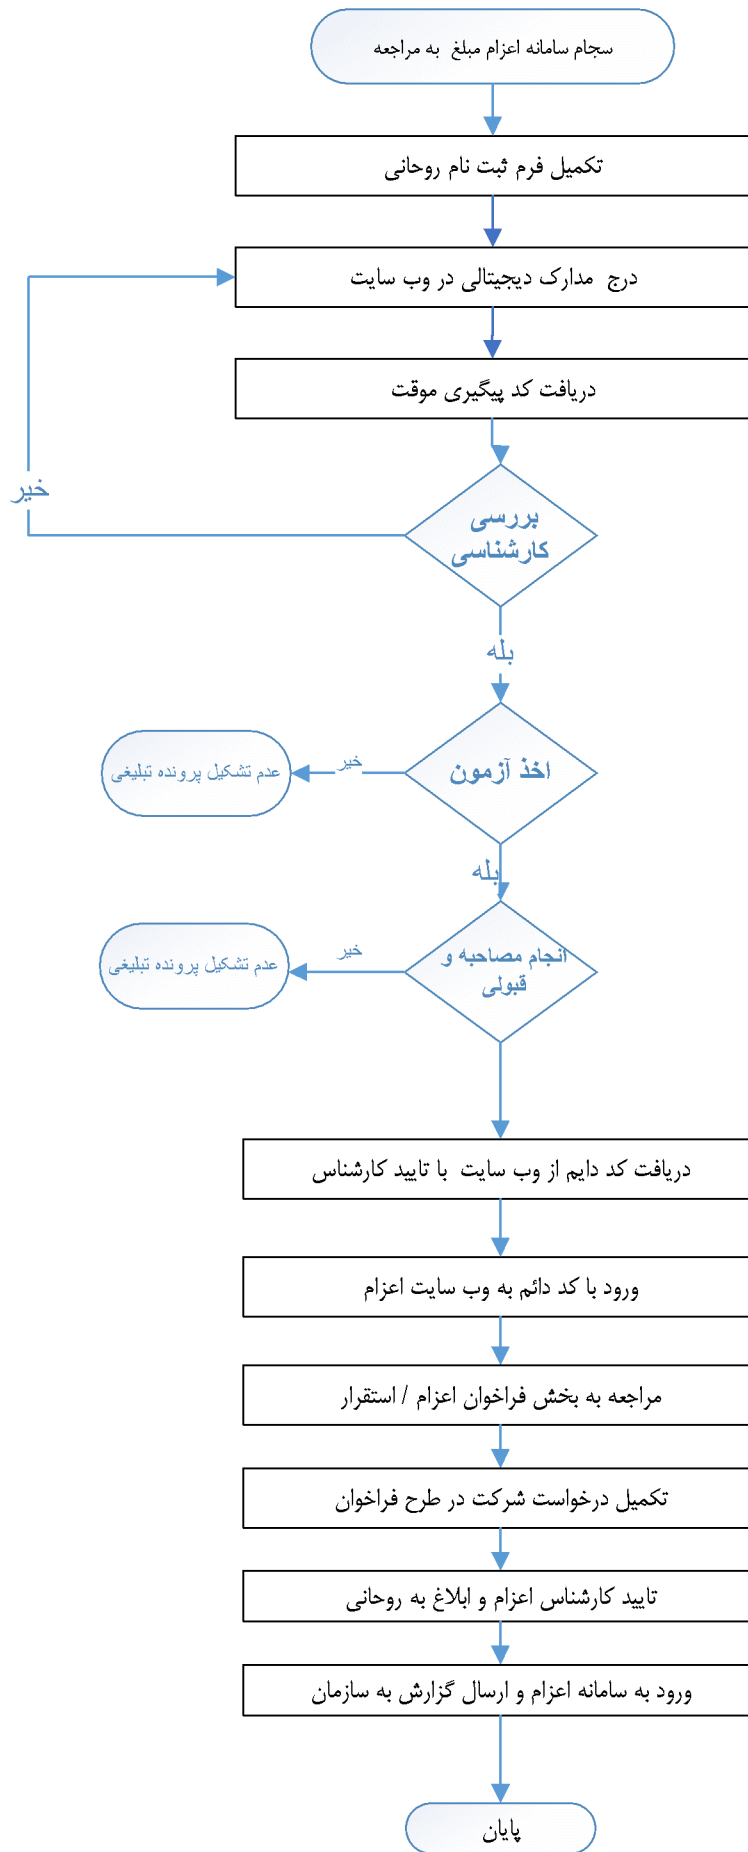 سجام سامانه اعزام مبلغ به مراجعه
تکمیل فرم ثبت نام روحانی
درج مدارک دیجیتالی در وب سایت
دریافت کد پیگیری موقت
خیر
بررسی
کارشناسی
بله
اخذ آزمون
خیر
عدم تشکیل پرونده تبلیغی
بله
انجام مصاحبه و
قبولی
خیر
عدم تشکیل پرونده تبلیغی
دریافت کد دایم از وب سایت با تایید کارشناس
ورود با کد دائم به وب سایت اعزام
مراجعه به بخش فراخوان اعزام / استقرار
تکمیل درخواست شرکت در طرح فراخوان
تایید کارشناس اعزام و ابلاغ به روحانی
ورود به سامانه اعزام و ارسال گزارش به سازمان
پایان